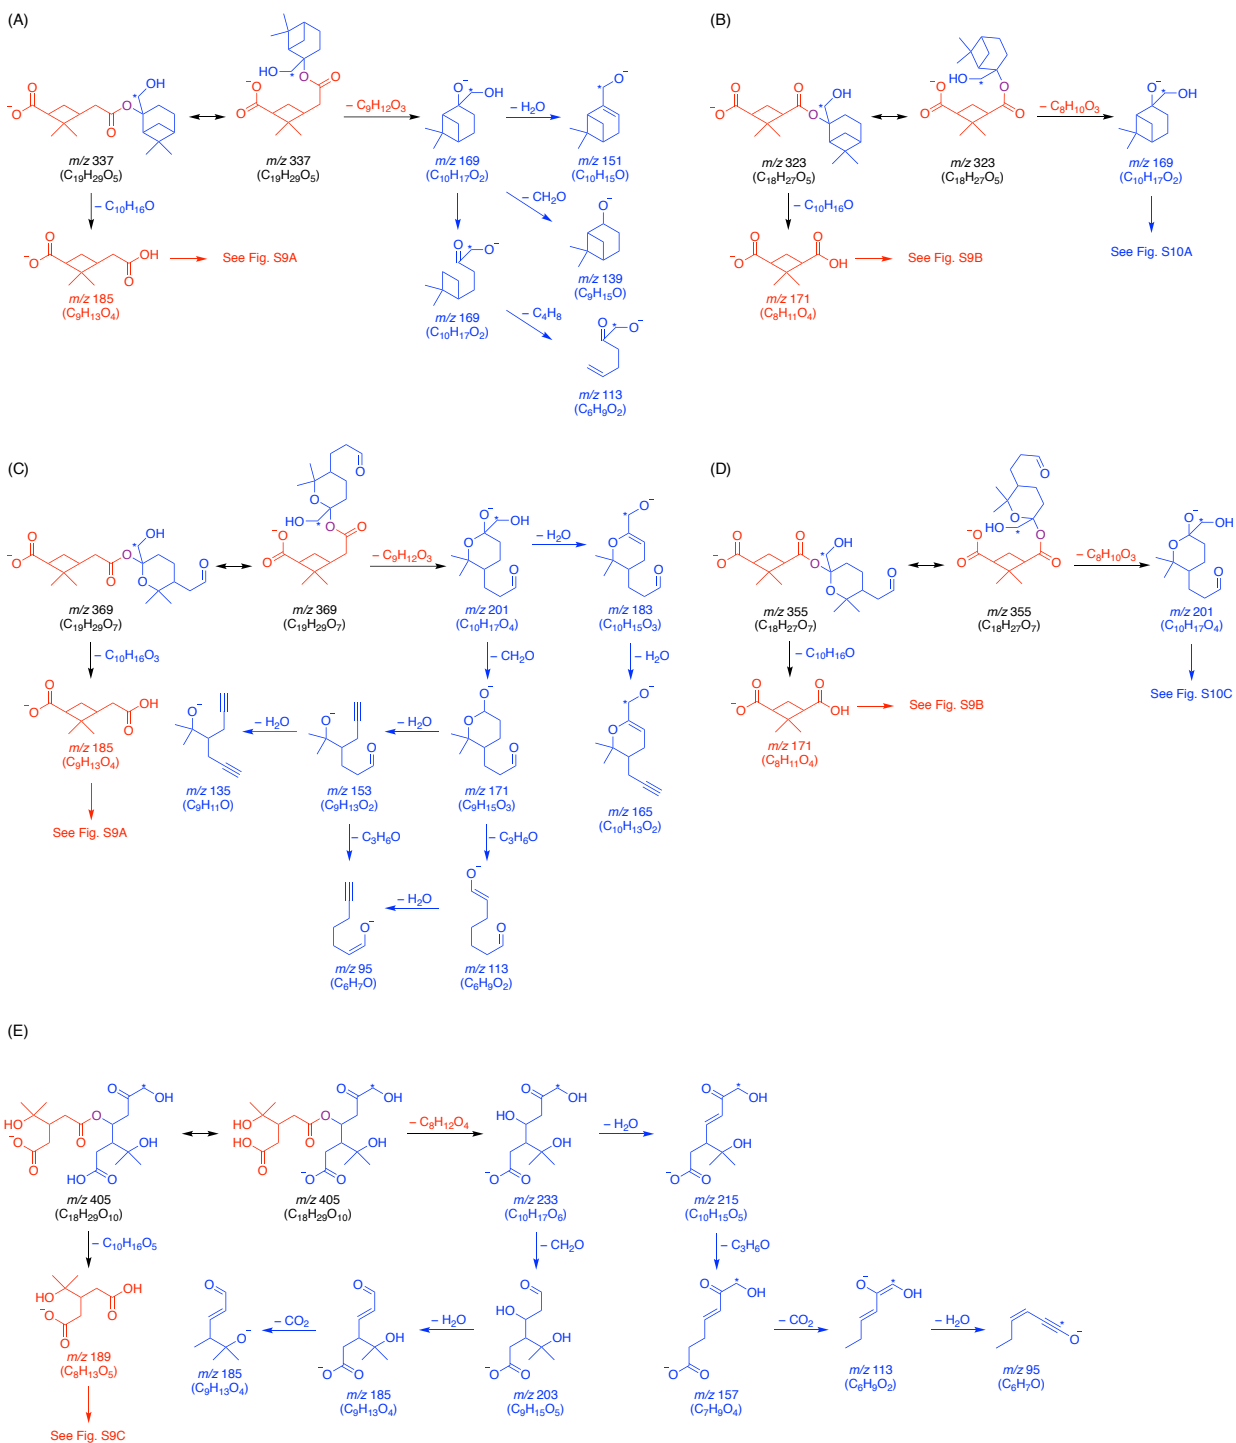 (A)
(B)
m/z 337
(C₁₉H₂₉O₅)
m/z 337
(C₁₉H₂₉O₅)
– C₉H₁₂O₃
m/z 169
(C₁₀H₁₇O₂)
– H₂O
m/z 151
(C₁₀H₁₅O)
– C₁₀H₁₆O
m/z 185
(C₉H₁₃O₄)
See Fig. S9A
m/z 169
(C₁₀H₁₇O₂)
– CH₂O
m/z 139
(C₉H₁₅O)
– C₄H₈
m/z 113
(C₆H₉O₂)
m/z 323
(C₁₈H₂₇O₅)
m/z 323
(C₁₈H₂₇O₅)
– C₈H₁₀O₃
m/z 169
(C₁₀H₁₇O₂)
– C₁₀H₁₆O
See Fig. S10A
m/z 171
(C₈H₁₁O₄)
See Fig. S9B
(C)
(D)
m/z 369
(C₁₉H₂₉O₇)
m/z 369
(C₁₉H₂₉O₇)
– C₉H₁₂O₃
m/z 201
(C₁₀H₁₇O₄)
– H₂O
m/z 183
(C₁₀H₁₅O₃)
– C₁₀H₁₆O₃
– CH₂O
– H₂O
m/z 185
(C₉H₁₃O₄)
See Fig. S9A
m/z 135
(C₉H₁₁O)
– H₂O
m/z 153
(C₉H₁₃O₂)
– H₂O
m/z 171
(C₉H₁₅O₃)
m/z 165
(C₁₀H₁₃O₂)
– C₃H₆O
– C₃H₆O
m/z 95
(C₆H₇O)
– H₂O
m/z 113
(C₆H₉O₂)
m/z 355
(C₁₈H₂₇O₇)
m/z 355
(C₁₈H₂₇O₇)
– C₈H₁₀O₃
m/z 201
(C₁₀H₁₇O₄)
– C₁₀H₁₆O
See Fig. S10C
m/z 171
(C₈H₁₁O₄)
See Fig. S9B
(E)
m/z 405
(C₁₈H₂₉O₁₀)
m/z 405
(C₁₈H₂₉O₁₀)
– C₈H₁₂O₄
m/z 233
(C₁₀H₁₇O₆)
– H₂O
m/z 215
(C₁₀H₁₅O₅)
– C₁₀H₁₆O₅
– CH₂O
– C₃H₆O
m/z 189
(C₈H₁₃O₅)
See Fig. S9C
m/z 185
(C₉H₁₃O₄)
– CO₂
m/z 185
(C₉H₁₃O₄)
– H₂O
m/z 203
(C₉H₁₅O₅)
m/z 157
(C₇H₉O₄)
– CO₂
m/z 113
(C₆H₉O₂)
– H₂O
m/z 95
(C₆H₇O)